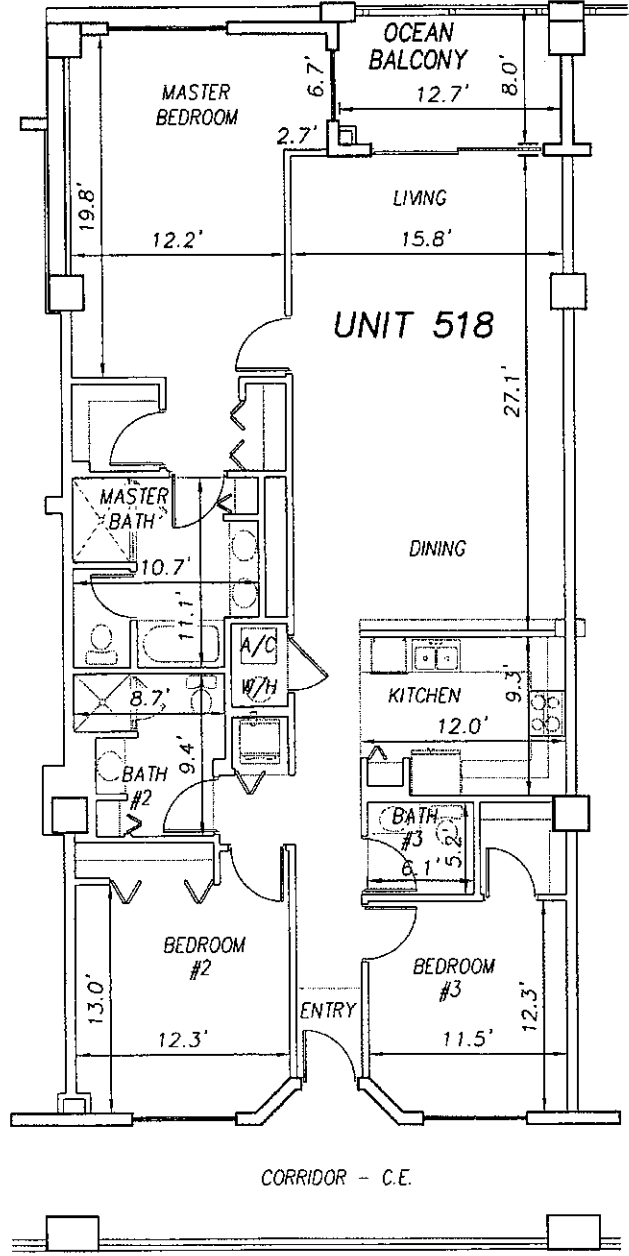 OCEAN
BALCONY
12.7'
8.0'
6.7'
MASTER
BEDROOM
2.7'
19.8'
LIVING
12.2'
15.8'
UNIT 518
27.1'
MASTER
BATH
10.7'
11.1'
DINING
A/C
W/H
KITCHEN
9.3'
12.0'
8.7'
9.4'
BATH
#2
BATH
#3
5.2'
6.1'
BEDROOM
#2
13.0'
12.3'
ENTRY
BEDROOM
#3
12.3'
11.5'
CORRIDOR - C.E.